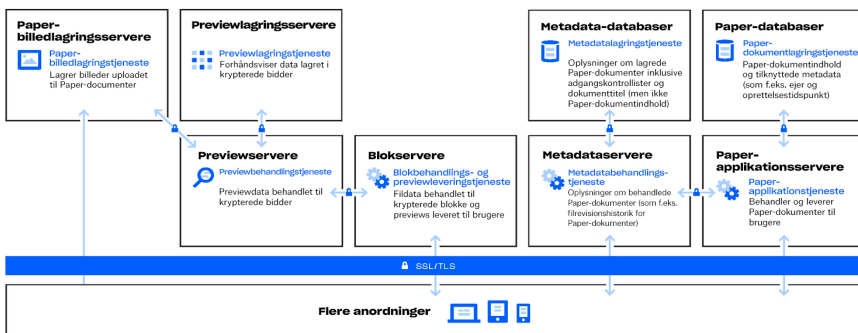 Paper-
billedlagringsservere
Paper-
billedlagringstjeneste
Lagrer billeder uploadet
til Paper-documenter
Previewlagringsservere
Previewlagringstjeneste
Forhåndsviser data lagret i
krypterede bidder
Metadata-databaser
Metadatalagringstjeneste
Oplysninger om lagrede
Paper-dokumenter inklusive
adgangskontrollister og
dokumenttitel (men ikke
Paper-dokumentindhold)
Paper-databaser
Paper-
dokumentlagringstjeneste
Paper-dokumentindhold
og tilknyttede metadata
(som f.eks. ejer og
oprettelsestidspunkt)
Previewservere
Previewbehandlingstjeneste
Previewdata behandlet til
krypterede bidder
Blokservere
Blokbehandlings- og
previewleveringstjeneste
Fildata behandlet til
krypterede blokke og
previews leveret til brugere
Metadataservere
Metadatabehandlings-
tjeneste
Oplysninger om behandlede
Paper-dokumenter (som f.eks.
filrevisionshistorik for
Paper-dokumenter)
Paper-
applikationsservere
Paper-
applikationstjeneste
Behandler og leverer
Paper-dokumenter til
brugere
SSL/TLS
Flere anordninger